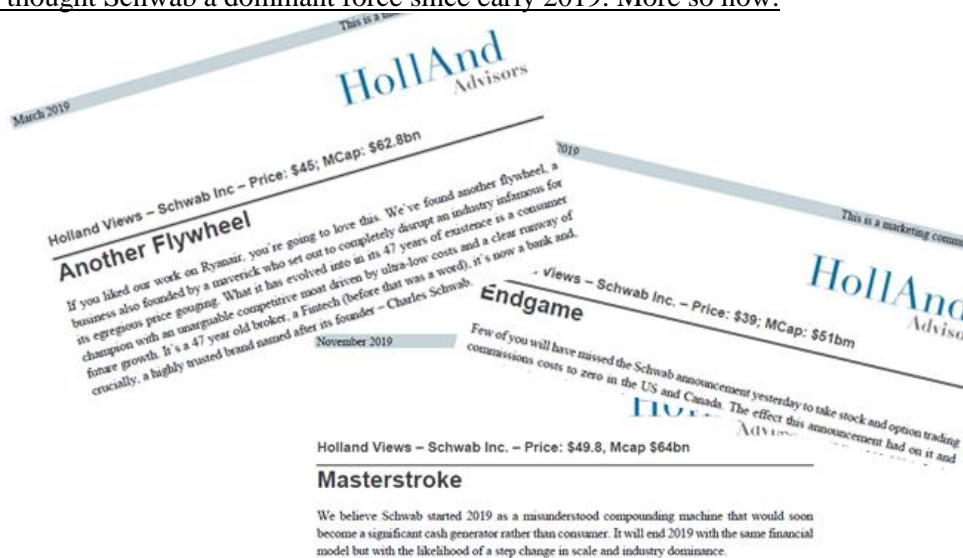 thought Schwab a dominant force since early 2019. More so now.
This is a
March 2019
HollAnd
Advisors
Holland Views – Schwab Inc – Price: $45; MCap: $62.8bn
Another Flywheel
If you liked our work on Ryanair, you're going to love this. We've found another flywheel, a
business also founded by a maverick who set out to completely disrupt an industry infamous for
its egregious price gouging. What it has evolved into in its 47 years of existence is a consumer
champion with an unarguable competitive moat driven by ultra-low costs and a clear runway of
future growth. It's a 47 year old broker, a Fintech (before that was a word), it's now a bank and,
crucially, a highly trusted brand named after its founder – Charles Schwab.
2019
This is a marketing
HollAnd
Views – Schwab Inc. – Price: $39; MCap: $51bm
Endgame
Few of you will have missed the Schwab announcement yesterday to take stock and option trading
commissions costs to zero in the US and Canada. The effect this announcement had on it and
November 2019
Holland Views – Schwab Inc. – Price: $49.8, Mcap $64bn
Masterstroke
We believe Schwab started 2019 as a misunderstood compounding machine that would soon
become a significant cash generator rather than consumer. It will end 2019 with the same financial
model but with the likelihood of a step change in scale and industry dominance.